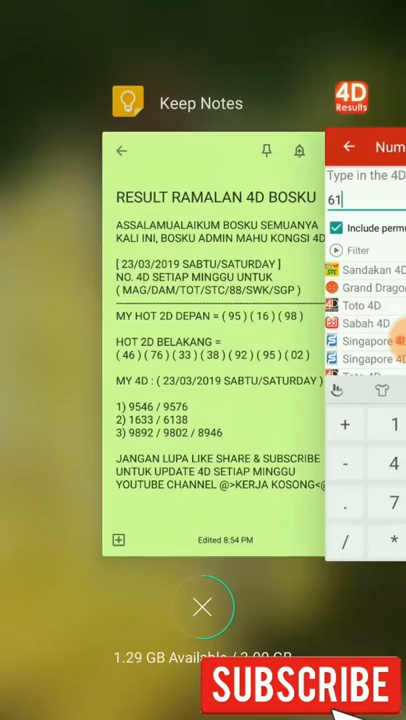 Keep Notes
4D
Results
RESULT RAMALAN 4D BOSKU
ASSALAMUALAIKUM BOSKU SEMUANYA
KALI INI, BOSKU ADMIN MAHU KONGSI 4D
[ 23/03/2019 SABTU/SATURDAY ]
NO. 4D SETIAP MINGGU UNTUK
( MAG/DAM/TOT/STC/88/SWK/SGP )
MY HOT 2D DEPAN = ( 95 ) ( 16 ) ( 98 )
HOT 2D BELAKANG =
( 46 ) ( 76 ) ( 33 ) ( 38 ) ( 92 ) ( 95 ) ( 02 )
MY 4D : ( 23/03/2019 SABTU/SATURDAY )
1) 9546 / 9576
2) 1633 / 6138
3) 9892 / 9802 / 8946
JANGAN LUPA LIKE SHARE & SUBSCRIBE
UNTUK UPDATE 4D SETIAP MINGGU
YOUTUBE CHANNEL @>KERJA KOSONG<@
Edited 8:54 PM
Num
Type in the 4D
61
Include perm
Filter
Sandakan 4D
Grand Dragon
Toto 4D
Sabah 4D
Singapore
Singapore 4D
+ 1
- 4
. 7
/ *
1.29 GB Available /
SUBSCRIBE